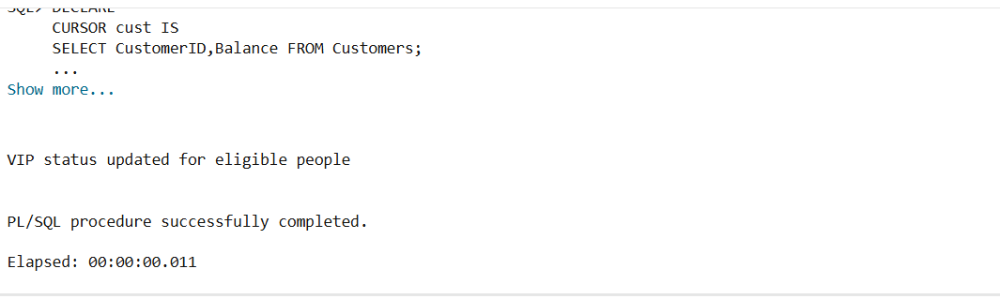 SQL> DECLARE
CURSOR cust IS
SELECT CustomerID,Balance FROM Customers;
...
Show more...
VIP status updated for eligible people
PL/SQL procedure successfully completed.
Elapsed: 00:00:00.011